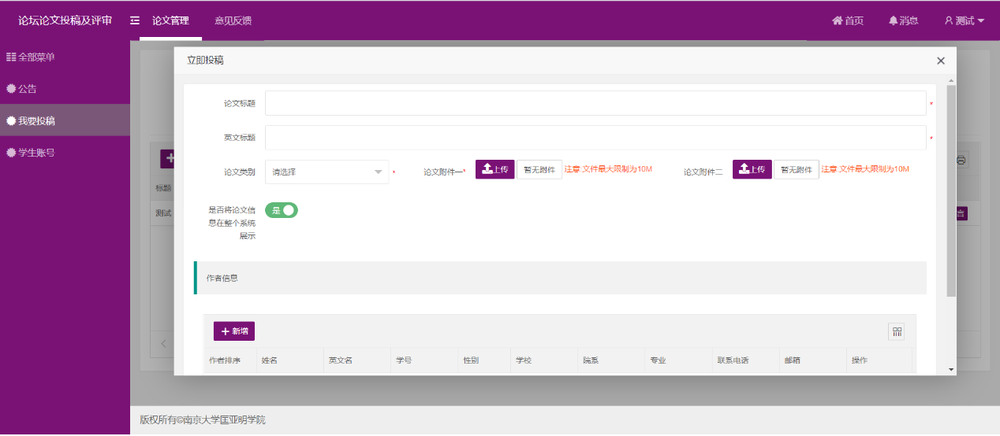 论坛论文投稿及评审 论文管理 意见反馈 首页 消息 测试
全部菜单
公告
我要投稿
学生账号
标题
测试
立即投稿
论文标题 *
英文标题 *
论文类别 请选择 * 论文附件一* 上传 暂无附件 注意:文件最大限制为10M 论文附件二 上传 暂无附件 注意:文件最大限制为10M
是否将论文信 是
息在整个系统
展示
作者信息
新增
作者排序 姓名 英文名 学号 性别 学校 院系 专业 联系电话 邮箱 操作
版权所有©南京大学匡亚明学院